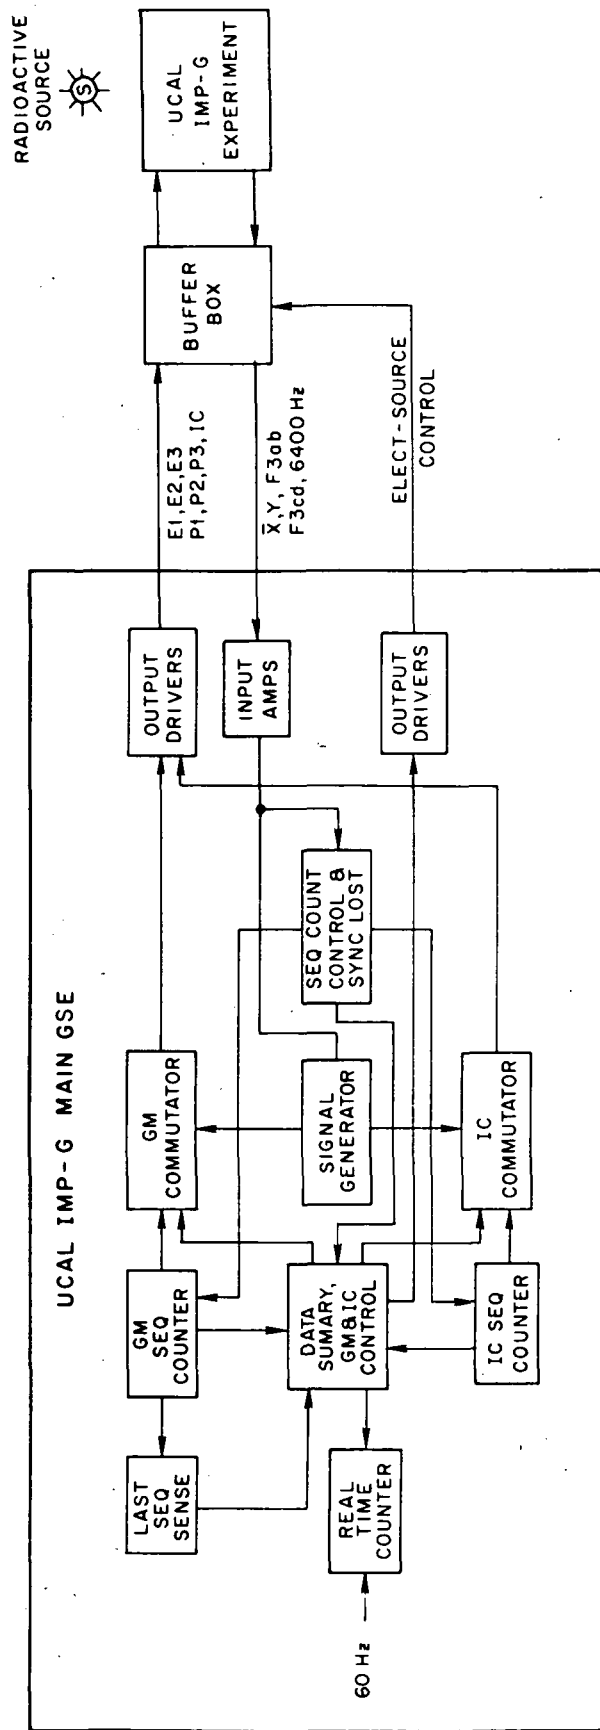 UCAL IMP-G MAIN GSE
LAST
SEQ
SENSE
GM
SEQ
COUNTER
GM
COMMUTATOR
OUTPUT
DRIVERS
E1, E2, E3
P1, P2, P3, IC
BUFFER
BOX
UCAL
IMP-G
EXPERIMENT
RADIOACTIVE
SOURCE
S
60 Hz
REAL
TIME
COUNTER
DATA
SUMARY,
GM&IC
CONTROL
SIGNAL
GENERATOR
SEQ COUNT
CONTROL &
SYNC LOST
INPUT
AMPS
X̅, Y, F3ab
F3cd, 6400 Hz
IC SEQ
COUNTER
IC
COMMUTATOR
OUTPUT
DRIVERS
ELECT-SOURCE
CONTROL